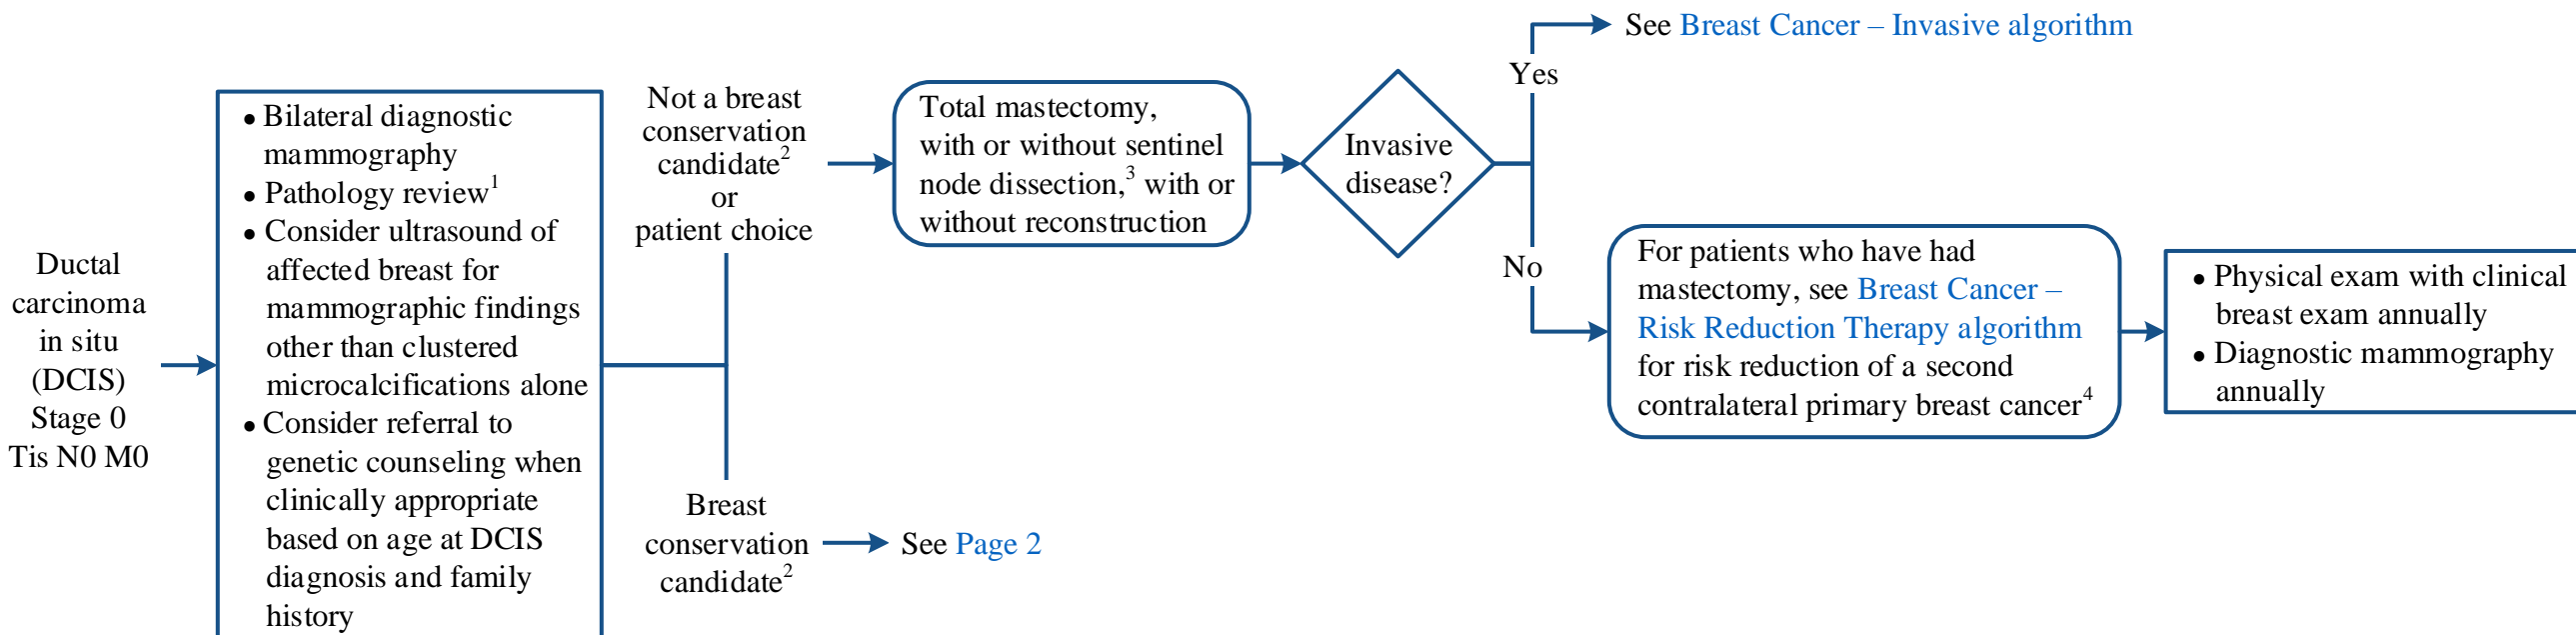 Ductal
carcinoma
in situ
(DCIS)
Stage 0
Tis N0 M0
• Bilateral diagnostic
mammography
• Pathology review1
• Consider ultrasound of
affected breast for
mammographic findings
other than clustered
microcalcifications alone
• Consider referral to
genetic counseling when
clinically appropriate
based on age at DCIS
diagnosis and family
history
Not a breast
conservation
candidate2
or
patient choice
Breast
conservation
candidate2
See Page 2
Total mastectomy,
with or without sentinel
node dissection,3 with or
without reconstruction
Invasive
disease?
Yes
See Breast Cancer – Invasive algorithm
No
For patients who have had
mastectomy, see Breast Cancer –
Risk Reduction Therapy algorithm
for risk reduction of a second
contralateral primary breast cancer4
• Physical exam with clinical
breast exam annually
• Diagnostic mammography
annually